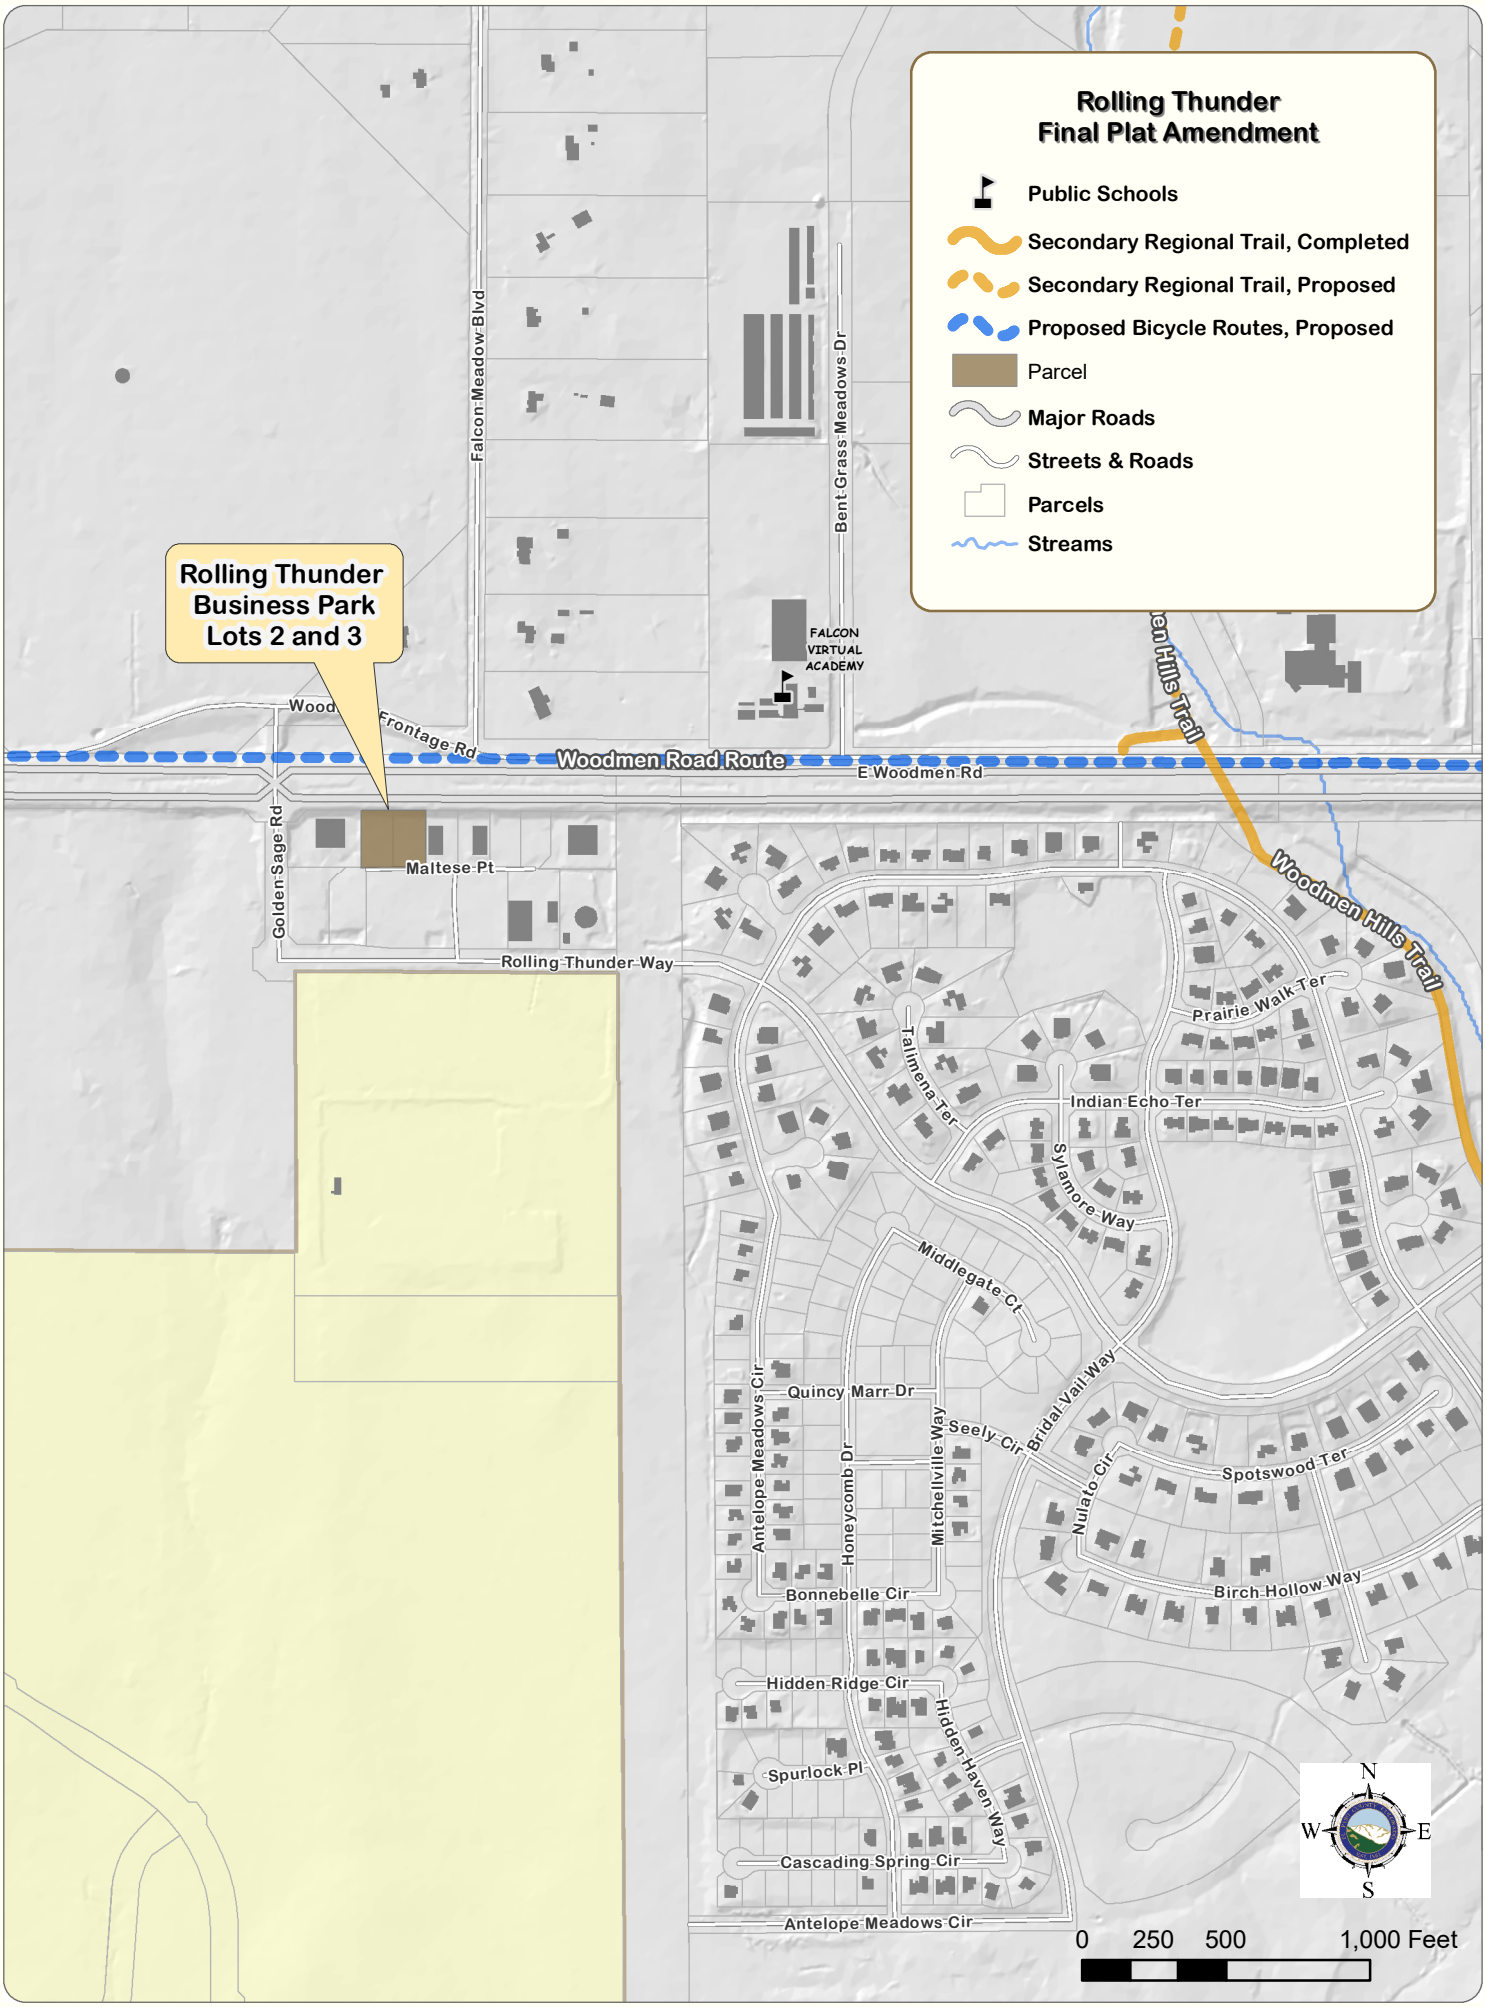 Rolling Thunder
Final Plat Amendment
Public Schools
Secondary Regional Trail, Completed
Secondary Regional Trail, Proposed
Proposed Bicycle Routes, Proposed
Parcel
Major Roads
Streets & Roads
Parcels
Streams
Falcon Meadow Blvd
Bent Grass Meadows Dr
Rolling Thunder
Business Park
Lots 2 and 3
FALCON
VIRTUAL
ACADEMY
en Hills Trail
Wood
Frontage Rd
Woodmen Road Route
E Woodmen Rd
Golden Sage Rd
Maltese Pt
Woodmen Hills Trail
Rolling Thunder Way
Prairie Walk Ter
Talimena Ter
Indian Echo Ter
Sylamore Way
Middlegate Ct
Antelope Meadows Cir
Quincy Marr Dr
Bridal Vail Way
Seely Cir
Mitchellville Way
Honeycomb Dr
Nulato Cir
Spotswood Ter
Birch Hollow Way
Bonnebelle Cir
Hidden Ridge Cir
Hidden Haven Way
Spurlock Pl
Cascading Spring Cir
Antelope Meadows Cir
N
W
E
S
0 250 500 1,000 Feet